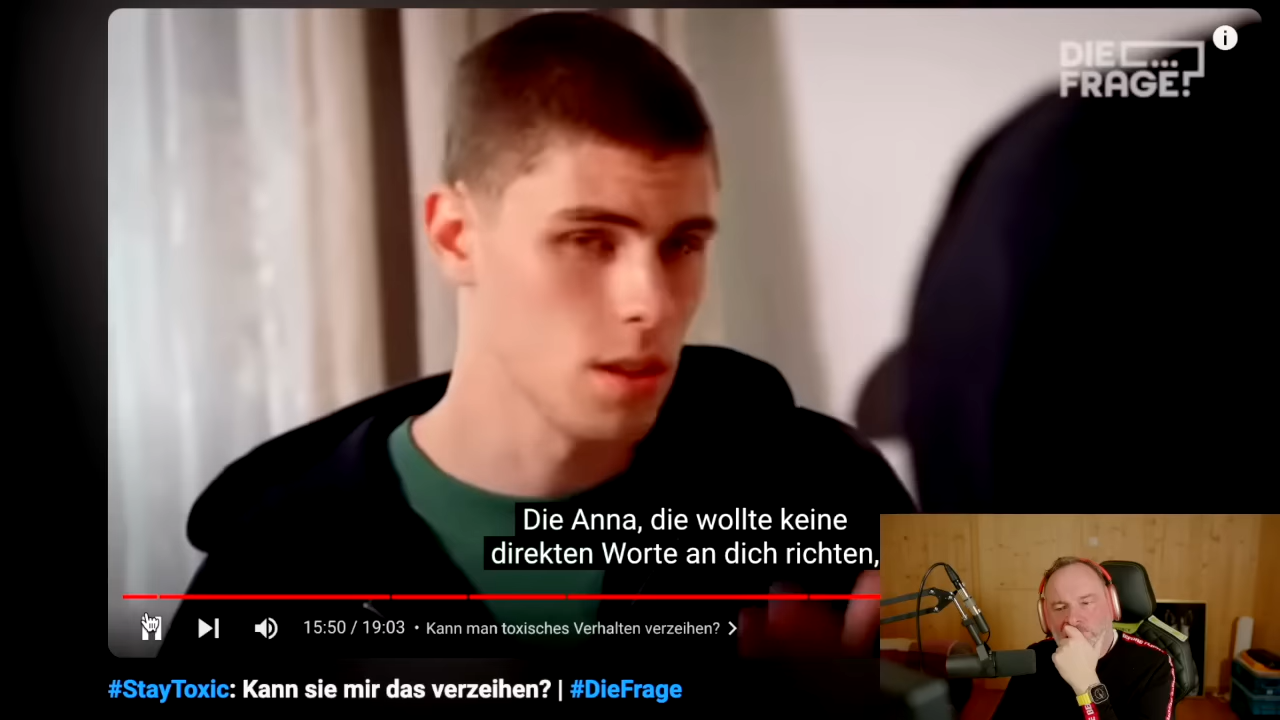 DIE
FRAGE?
Die Anna, die wollte keine
direkten Worte an dich richten,
15:50 / 19:03 • Kann man toxisches Verhalten verzeihen?
#StayToxic: Kann sie mir das verzeihen? | #DieFrage